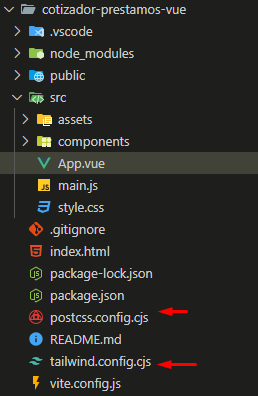 cotizador-prestamos-vue
.vscode
node_modules
public
src
assets
components
App.vue
main.js
style.css
.gitignore
index.html
package-lock.json
package.json
postcss.config.cjs
README.md
tailwind.config.cjs
vite.config.js